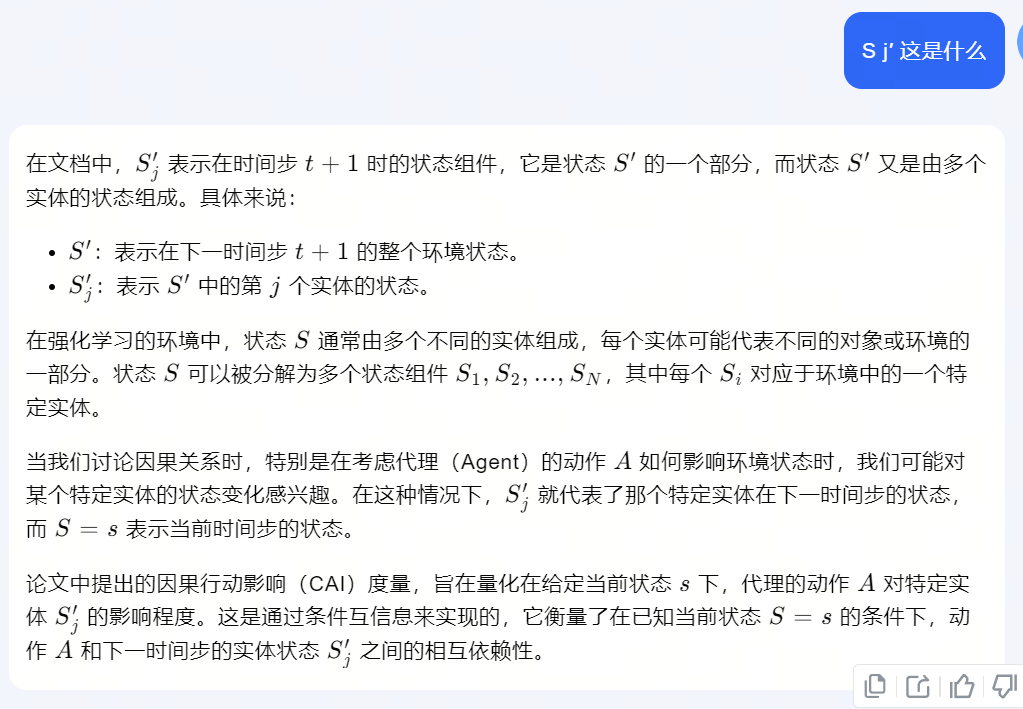 S j′ 这是什么
在文档中，S′j 表示在时间步 t + 1 时的状态组件，它是状态 S′ 的一个部分，而状态 S′ 又是由多个
实体的状态组成。具体来说：
• S′：表示在下一时间步 t + 1 的整个环境状态。
• S′j：表示 S′ 中的第 j 个实体的状态。
在强化学习的环境中，状态 S 通常由多个不同的实体组成，每个实体可能代表不同的对象或环境的
一部分。状态 S 可以被分解为多个状态组件 S1, S2, ..., SN，其中每个 Si 对应于环境中的一个特
定实体。
当我们讨论因果关系时，特别是在考虑代理（Agent）的动作 A 如何影响环境状态时，我们可能对
某个特定实体的状态变化感兴趣。在这种情况下，S′j 就代表了那个特定实体在下一时间步的状态，
而 S = s 表示当前时间步的状态。
论文中提出的因果行动影响（CAI）度量，旨在量化在给定当前状态 s 下，代理的动作 A 对特定实
体 S′j 的影响程度。这是通过条件互信息来实现的，它衡量了在已知当前状态 S = s 的条件下，动
作 A 和下一时间步的实体状态 S′j 之间的相互依赖性。